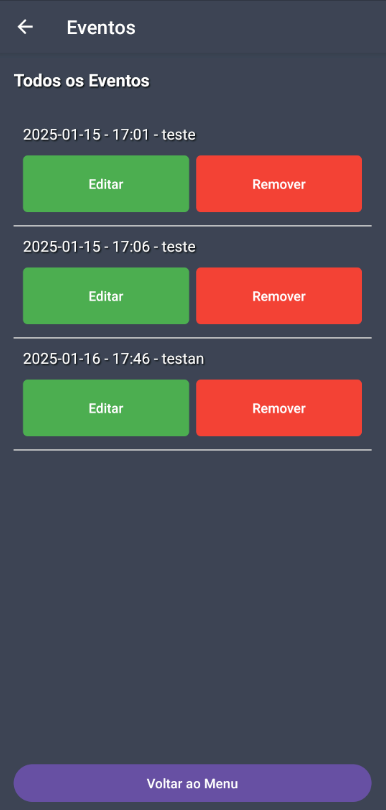 Eventos
Todos os Eventos
2025-01-15 - 17:01 - teste
Editar Remover
2025-01-15 - 17:06 - teste
Editar Remover
2025-01-16 - 17:46 - testan
Editar Remover
Voltar ao Menu